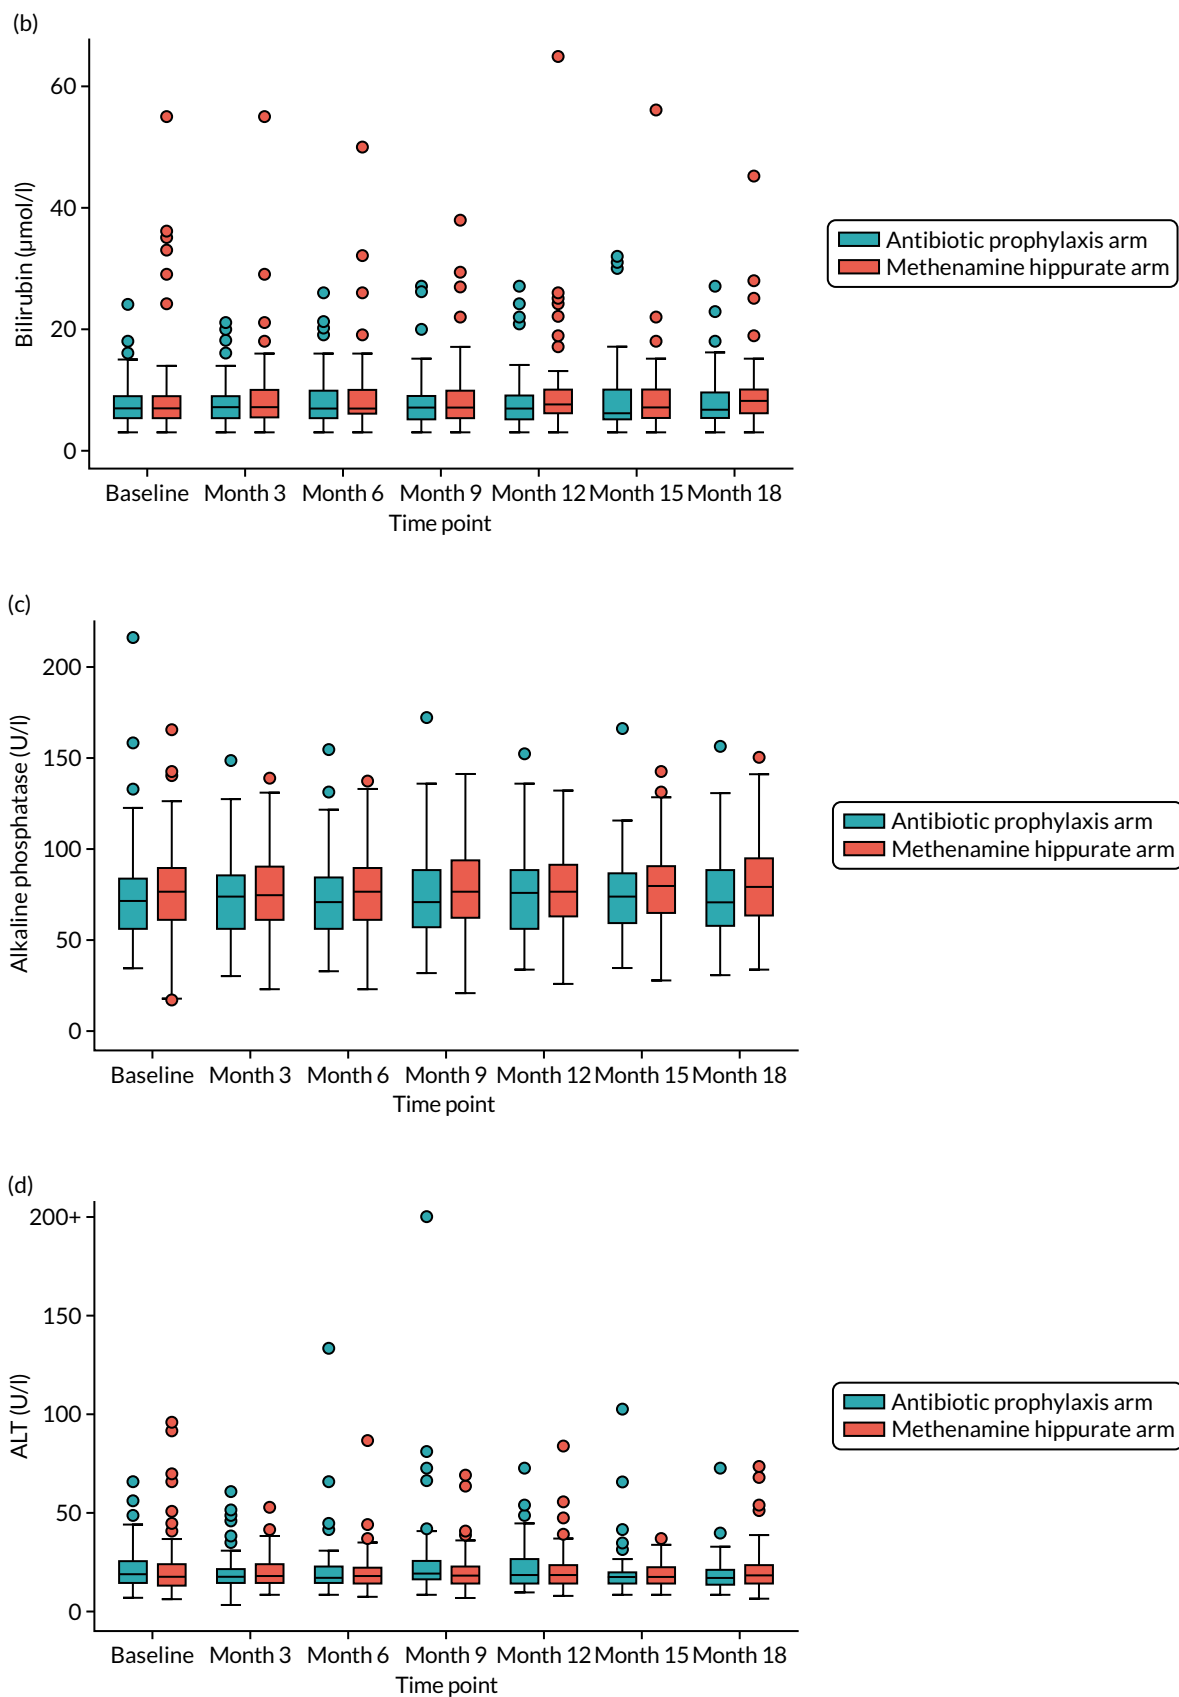 (b)
60
40
20
0
Bilirubin (µmol/l)
Baseline Month 3 Month 6 Month 9 Month 12 Month 15 Month 18
Time point
Antibiotic prophylaxis arm
Methenamine hippurate arm
(c)
200
150
100
50
0
Alkaline phosphatase (U/l)
Baseline Month 3 Month 6 Month 9 Month 12 Month 15 Month 18
Time point
Antibiotic prophylaxis arm
Methenamine hippurate arm
(d)
200+
150
100
50
0
ALT (U/l)
Baseline Month 3 Month 6 Month 9 Month 12 Month 15 Month 18
Time point
Antibiotic prophylaxis arm
Methenamine hippurate arm